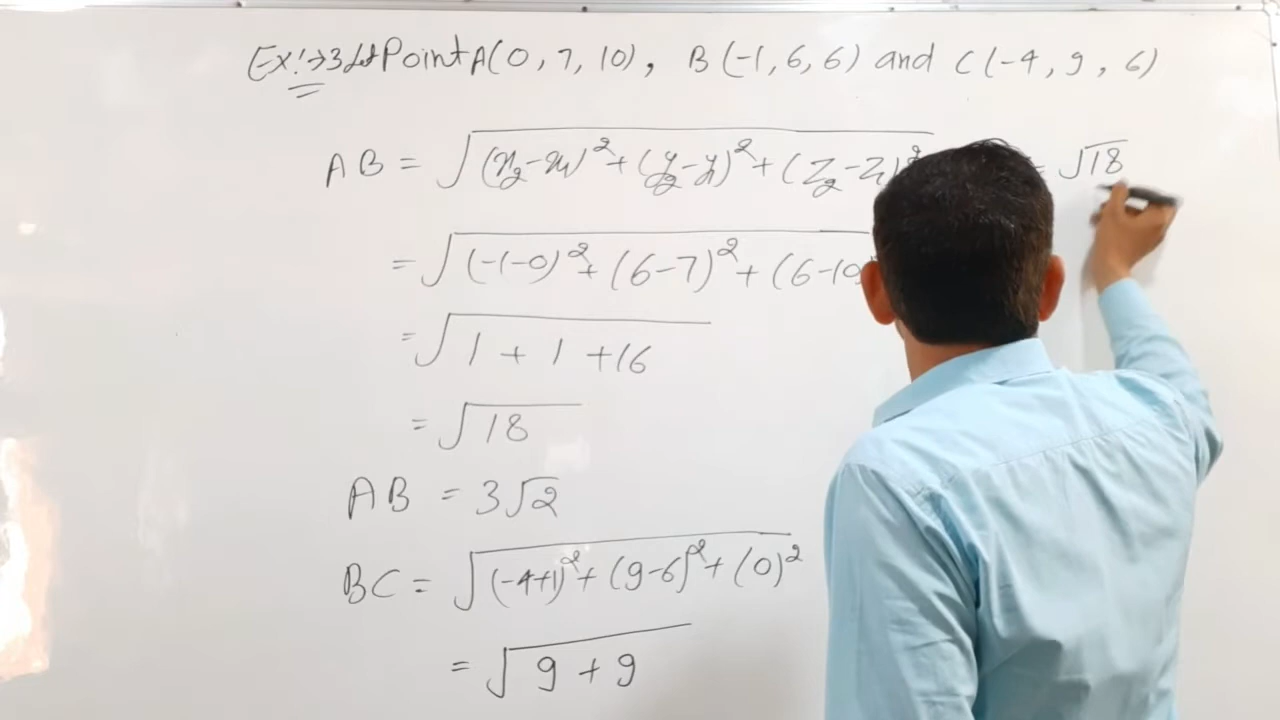 Ex:→3 Let Point A(0, 7, 10), B(-1, 6, 6) and C(-4, 9, 6)
AB = √(x₂-x₁)²+(y₂-y₁)²+(z₂-z₁)²
= √(-1-0)²+(6-7)²+(6-10
= √1+1+16
= √18
AB = 3√2
BC = √(-4+1)²+(9-6)²+(0)²
= √9+9
= √18